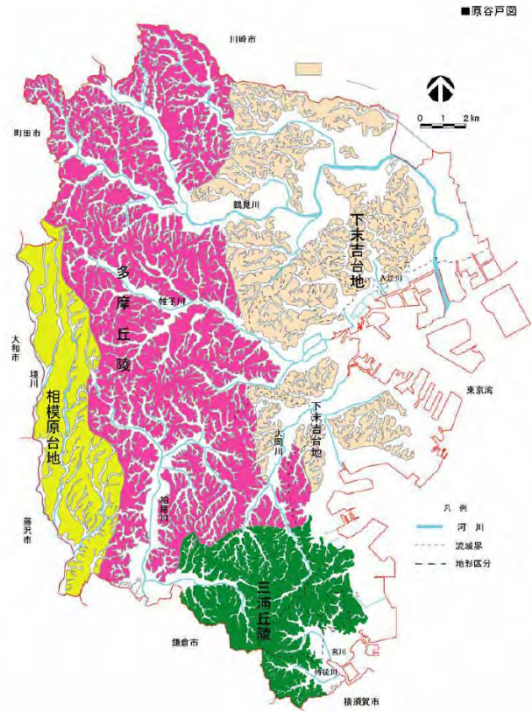 ■原谷戸図
川崎市
町田市
0 1 2km
鶴見川
下末吉台地
入江川
多摩丘陵
帷子川
大和市
境川
相模原台地
東京湾
下末吉台地
大岡川
柏尾川
藤沢市
凡例
河川
流域界
地形区分
三浦丘陵
鎌倉市
宮川
侍従川
横須賀市